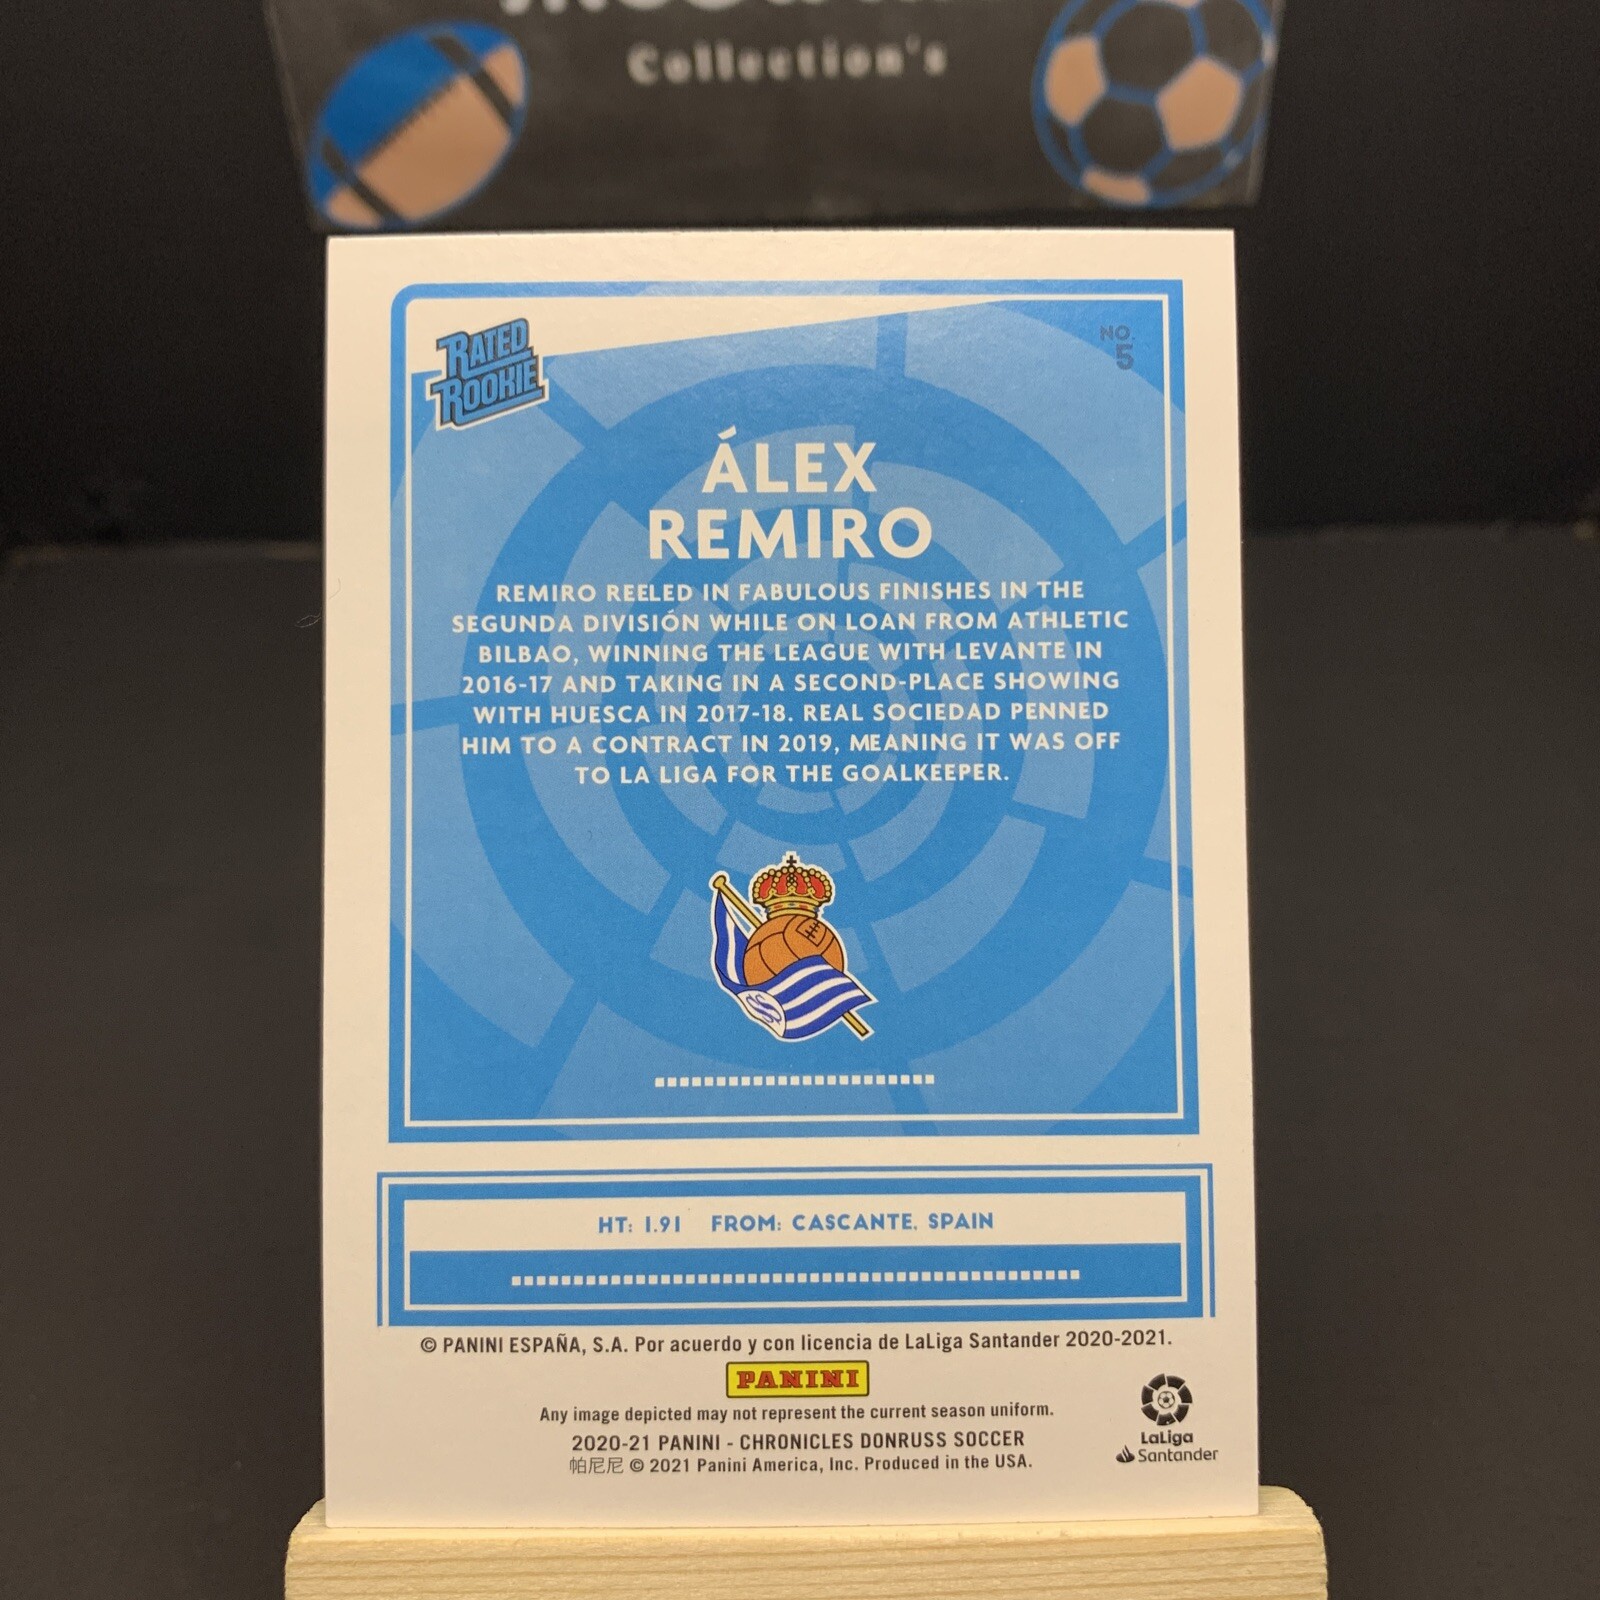 Collection's
RATED
ROOKIE
NO.
5
ÁLEX
REMIRO
REMIRO REELED IN FABULOUS FINISHES IN THE
SEGUNDA DIVISIÓN WHILE ON LOAN FROM ATHLETIC
BILBAO, WINNING THE LEAGUE WITH LEVANTE IN
2016-17 AND TAKING IN A SECOND-PLACE SHOWING
WITH HUESCA IN 2017-18. REAL SOCIEDAD PENNED
HIM TO A CONTRACT IN 2019, MEANING IT WAS OFF
TO LA LIGA FOR THE GOALKEEPER.
HT: 1.91 FROM: CASCANTE, SPAIN
© PANINI ESPAÑA, S.A. Por acuerdo y con licencia de LaLiga Santander 2020-2021.
PANINI
Any image depicted may not represent the current season uniform.
2020-21 PANINI - CHRONICLES DONRUSS SOCCER
帕尼尼 © 2021 Panini America, Inc. Produced in the USA.
LaLiga
Santander